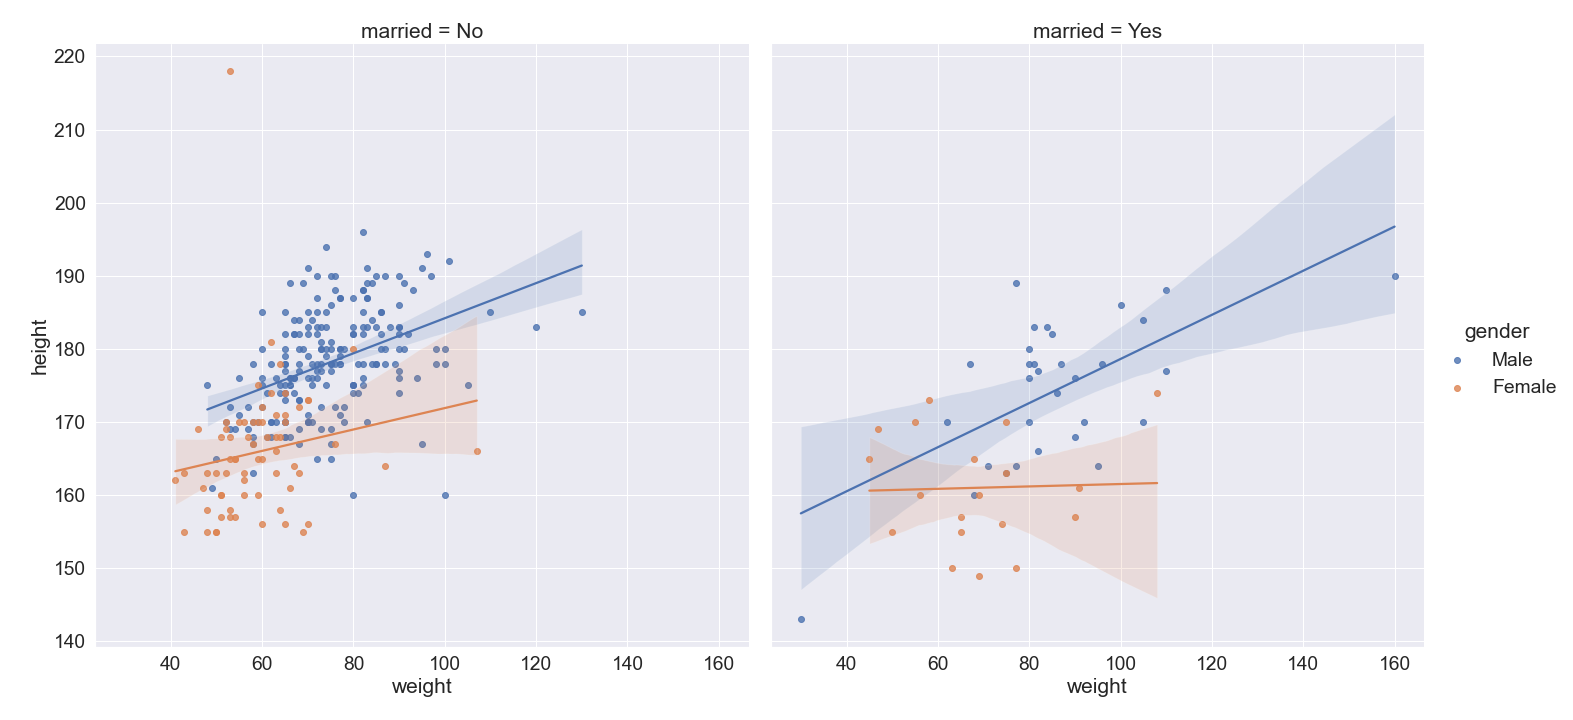 married = No
married = Yes
220
210
200
190
180
170
160
150
140
height
40 60 80 100 120 140 160
weight
40 60 80 100 120 140 160
weight
gender
Male
Female